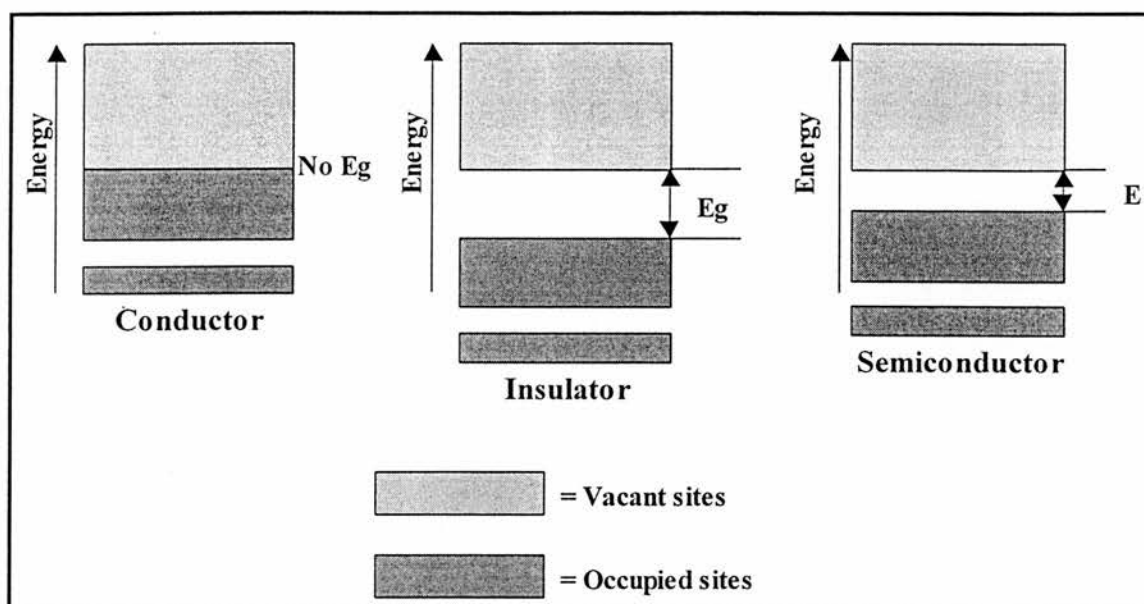 Energy
No Eg
Conductor
Energy
Eg
Insulator
Energy
E
Semiconductor
= Vacant sites
= Occupied sites